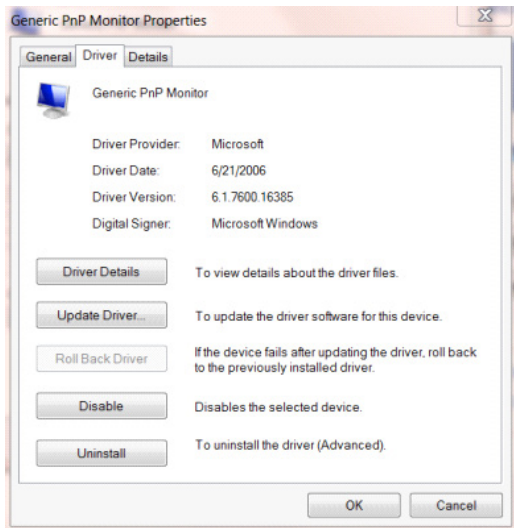 Generic PnP Monitor Properties
General Driver Details
Generic PnP Monitor
Driver Provider: Microsoft
Driver Date: 6/21/2006
Driver Version: 6.1.7600.16385
Digital Signer: Microsoft Windows
Driver Details To view details about the driver files.
Update Driver... To update the driver software for this device.
Roll Back Driver If the device fails after updating the driver, roll back
to the previously installed driver.
Disable Disables the selected device.
Uninstall To uninstall the driver (Advanced).
OK Cancel